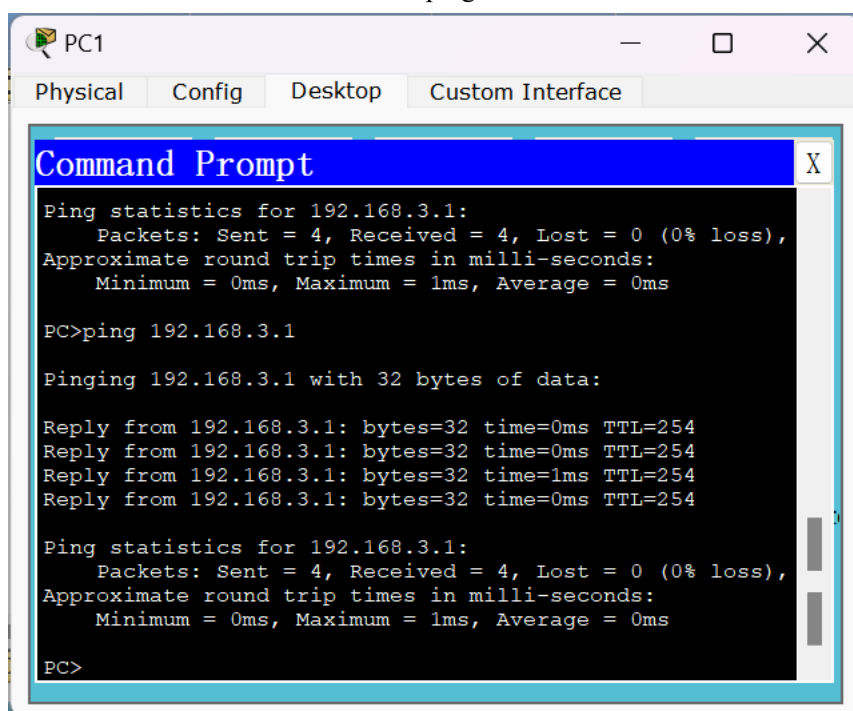 ping
PC1
Physical Config Desktop Custom Interface
Command Prompt X
Ping statistics for 192.168.3.1:
Packets: Sent = 4, Received = 4, Lost = 0 (0% loss),
Approximate round trip times in milli-seconds:
Minimum = 0ms, Maximum = 1ms, Average = 0ms
PC>ping 192.168.3.1
Pinging 192.168.3.1 with 32 bytes of data:
Reply from 192.168.3.1: bytes=32 time=0ms TTL=254
Reply from 192.168.3.1: bytes=32 time=0ms TTL=254
Reply from 192.168.3.1: bytes=32 time=1ms TTL=254
Reply from 192.168.3.1: bytes=32 time=0ms TTL=254
Ping statistics for 192.168.3.1:
Packets: Sent = 4, Received = 4, Lost = 0 (0% loss),
Approximate round trip times in milli-seconds:
Minimum = 0ms, Maximum = 1ms, Average = 0ms
PC>